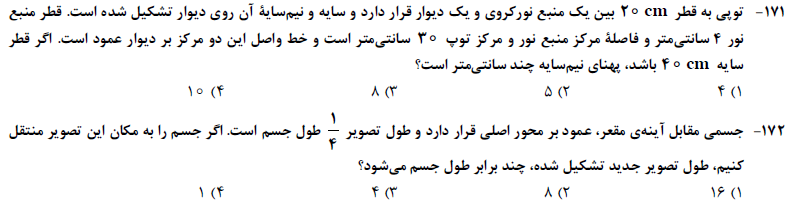 ۱۷۱- توپی به قطر ۲۰ cm بین یک منبع نورکروی و یک دیوار قرار دارد و سایه و نیم‌سایهٔ آن روی دیوار تشکیل شده است. قطر منبع
نور ۴ سانتی‌متر و فاصلهٔ مرکز منبع نور و مرکز توپ ۳۰ سانتی‌متر است و خط واصل این دو مرکز بر دیوار عمود است. اگر قطر
سایه ۴۰ cm باشد، پهنای نیم‌سایه چند سانتی‌متر است؟
۱) ۴ ۲) ۵ ۳) ۸ ۴) ۱۰
۱۷۲- جسمی مقابل آینه‌ی مقعر، عمود بر محور اصلی قرار دارد و طول تصویر ۱/۴ طول جسم است. اگر جسم را به مکان این تصویر منتقل
کنیم، طول تصویر جدید تشکیل شده، چند برابر طول جسم می‌شود؟
۱) ۱۶ ۲) ۸ ۳) ۴ ۴) ۱